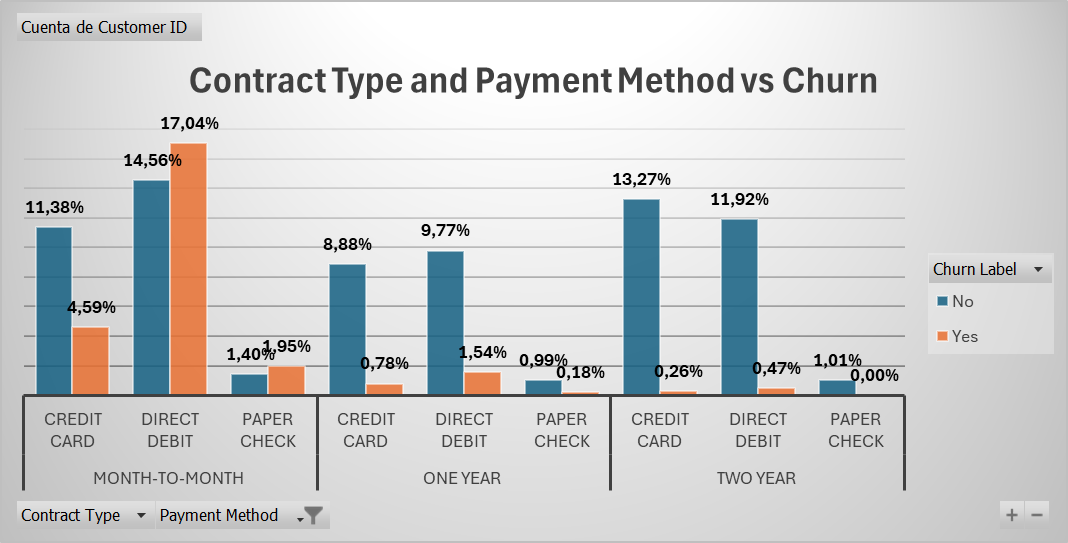 Cuenta de Customer ID
Contract Type and Payment Method vs Churn
17,04%
14,56%
11,38%
4,59%
1,40%
1,95%
8,88%
0,78%
9,77%
1,54%
0,99%
0,18%
13,27%
0,26%
11,92%
0,47%
1,01%
0,00%
Churn Label
No
Yes
CREDIT CARD
DIRECT DEBIT
PAPER CHECK
CREDIT CARD
DIRECT DEBIT
PAPER CHECK
CREDIT CARD
DIRECT DEBIT
PAPER CHECK
MONTH-TO-MONTH
ONE YEAR
TWO YEAR
Contract Type
Payment Method
+ −